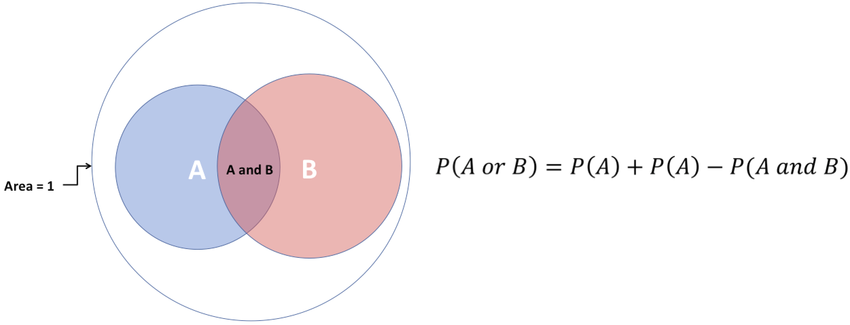 A
A and B
B
Area = 1
P(A or B) = P(A) + P(A) − P(A and B)